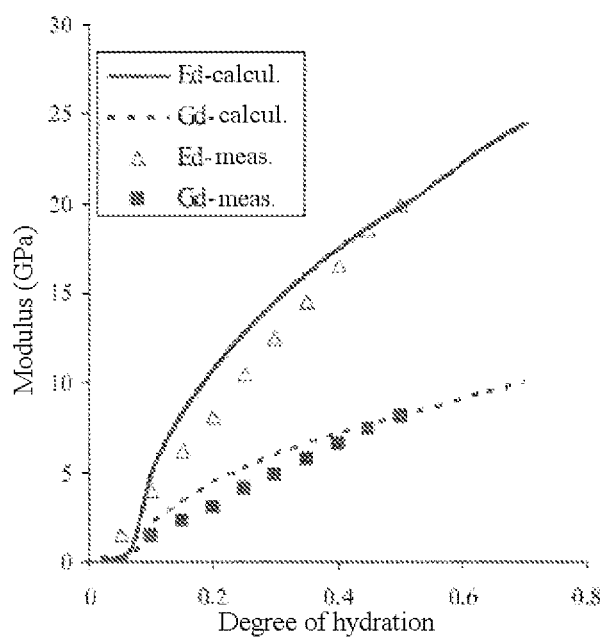 30
25
20
15
10
5
0
Modulus (GPa)
Ed-calcul.
Gd-calcul.
Ed-meas.
Gd-meas.
0 0.2 0.4 0.6 0.8
Degree of hydration